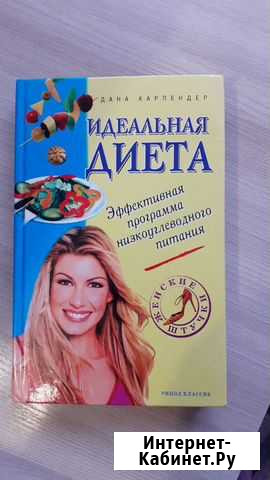 ДАНА КАРПЕНДЕР
ИДЕАЛЬНАЯ
ДИЕТА
Эффективная
программа
низкоуглеводного
питания
ЖЕНСКИЕ ШТУЧКИ
РИПОЛ КЛАССИК
Интернет-
Кабинет.Ру